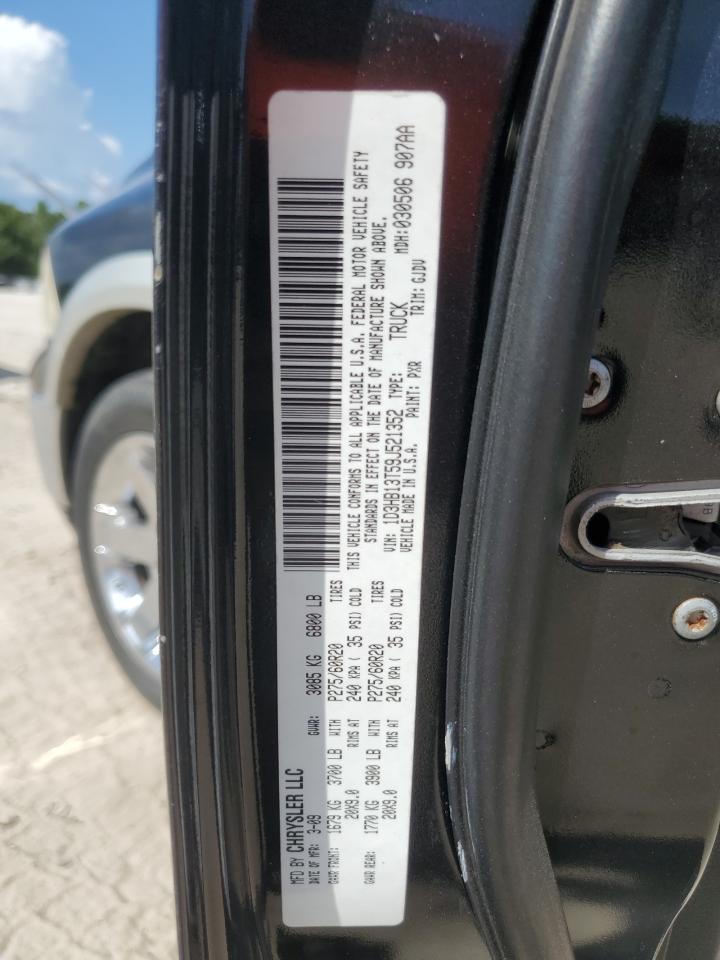 MFD BY CHRYSLER LLC
DATE OF MFR: 3-09 GVWR: 3085 KG 6800 LB
GAWR FRONT: 1679 KG 3700 LB WITH P275/60R20 TIRES
20X9.0 RIMS AT 240 KPA ( 35 PSI) COLD
GAWR REAR: 1770 KG 3900 LB WITH P275/60R20 TIRES
20X9.0 RIMS AT 240 KPA ( 35 PSI) COLD
THIS VEHICLE CONFORMS TO ALL APPLICABLE U.S.A. FEDERAL MOTOR VEHICLE SAFETY
STANDARDS IN EFFECT ON THE DATE OF MANUFACTURE SHOWN ABOVE.
VIN: 1D3HB13T59J521352 TYPE: TRUCK MDH:030506 907AA
VEHICLE MADE IN U.S.A. PAINT: PXR TRIM: GJDV